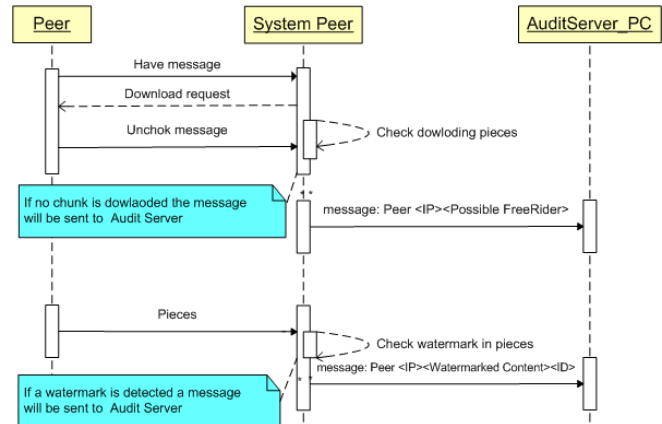 Peer
System Peer
AuditServer_PC
Have message
Download request
Unchok message
Check dowloding pieces
If no chunk is dowlaoded the message
will be sent to Audit Server
* *
message: Peer <IP><Possible FreeRider>
Pieces
Check watermark in pieces
message: Peer <IP><Watermarked Content><ID>
* *
If a watermark is detected a message
will be sent to Audit Server